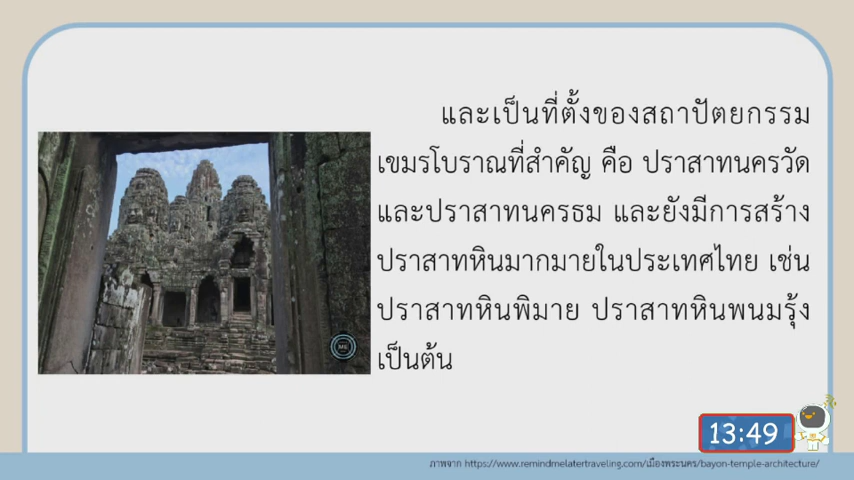 และเป็นที่ตั้งของสถาปัตยกรรม
เขมรโบราณที่สำคัญ คือ ปราสาทนครวัด
และปราสาทนครธม และยังมีการสร้าง
ปราสาทหินมากมายในประเทศไทย เช่น
ปราสาทหินพิมาย ปราสาทหินพนมรุ้ง
เป็นต้น
ME
13:49
ภาพจาก https://www.remindmelatertraveling.com/เมืองพระนคร/bayon-temple-architecture/